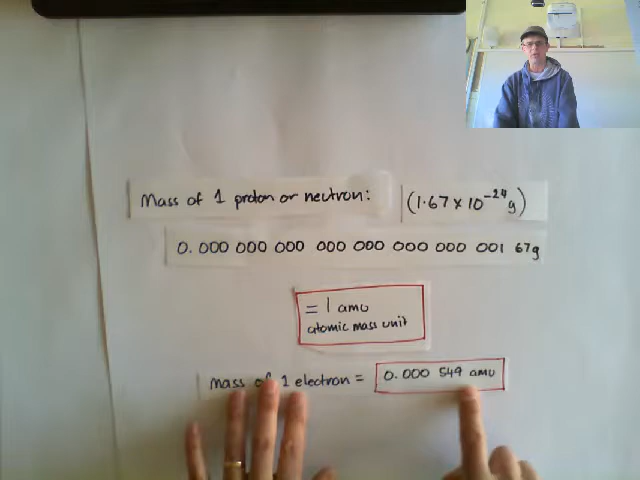 Mass of 1 proton or neutron: (1.67 x 10⁻²⁴g)
0.000 000 000 000 000 000 000 001 67g
= 1 amu
atomic mass unit
Mass of 1 electron = 0.000 549 amu